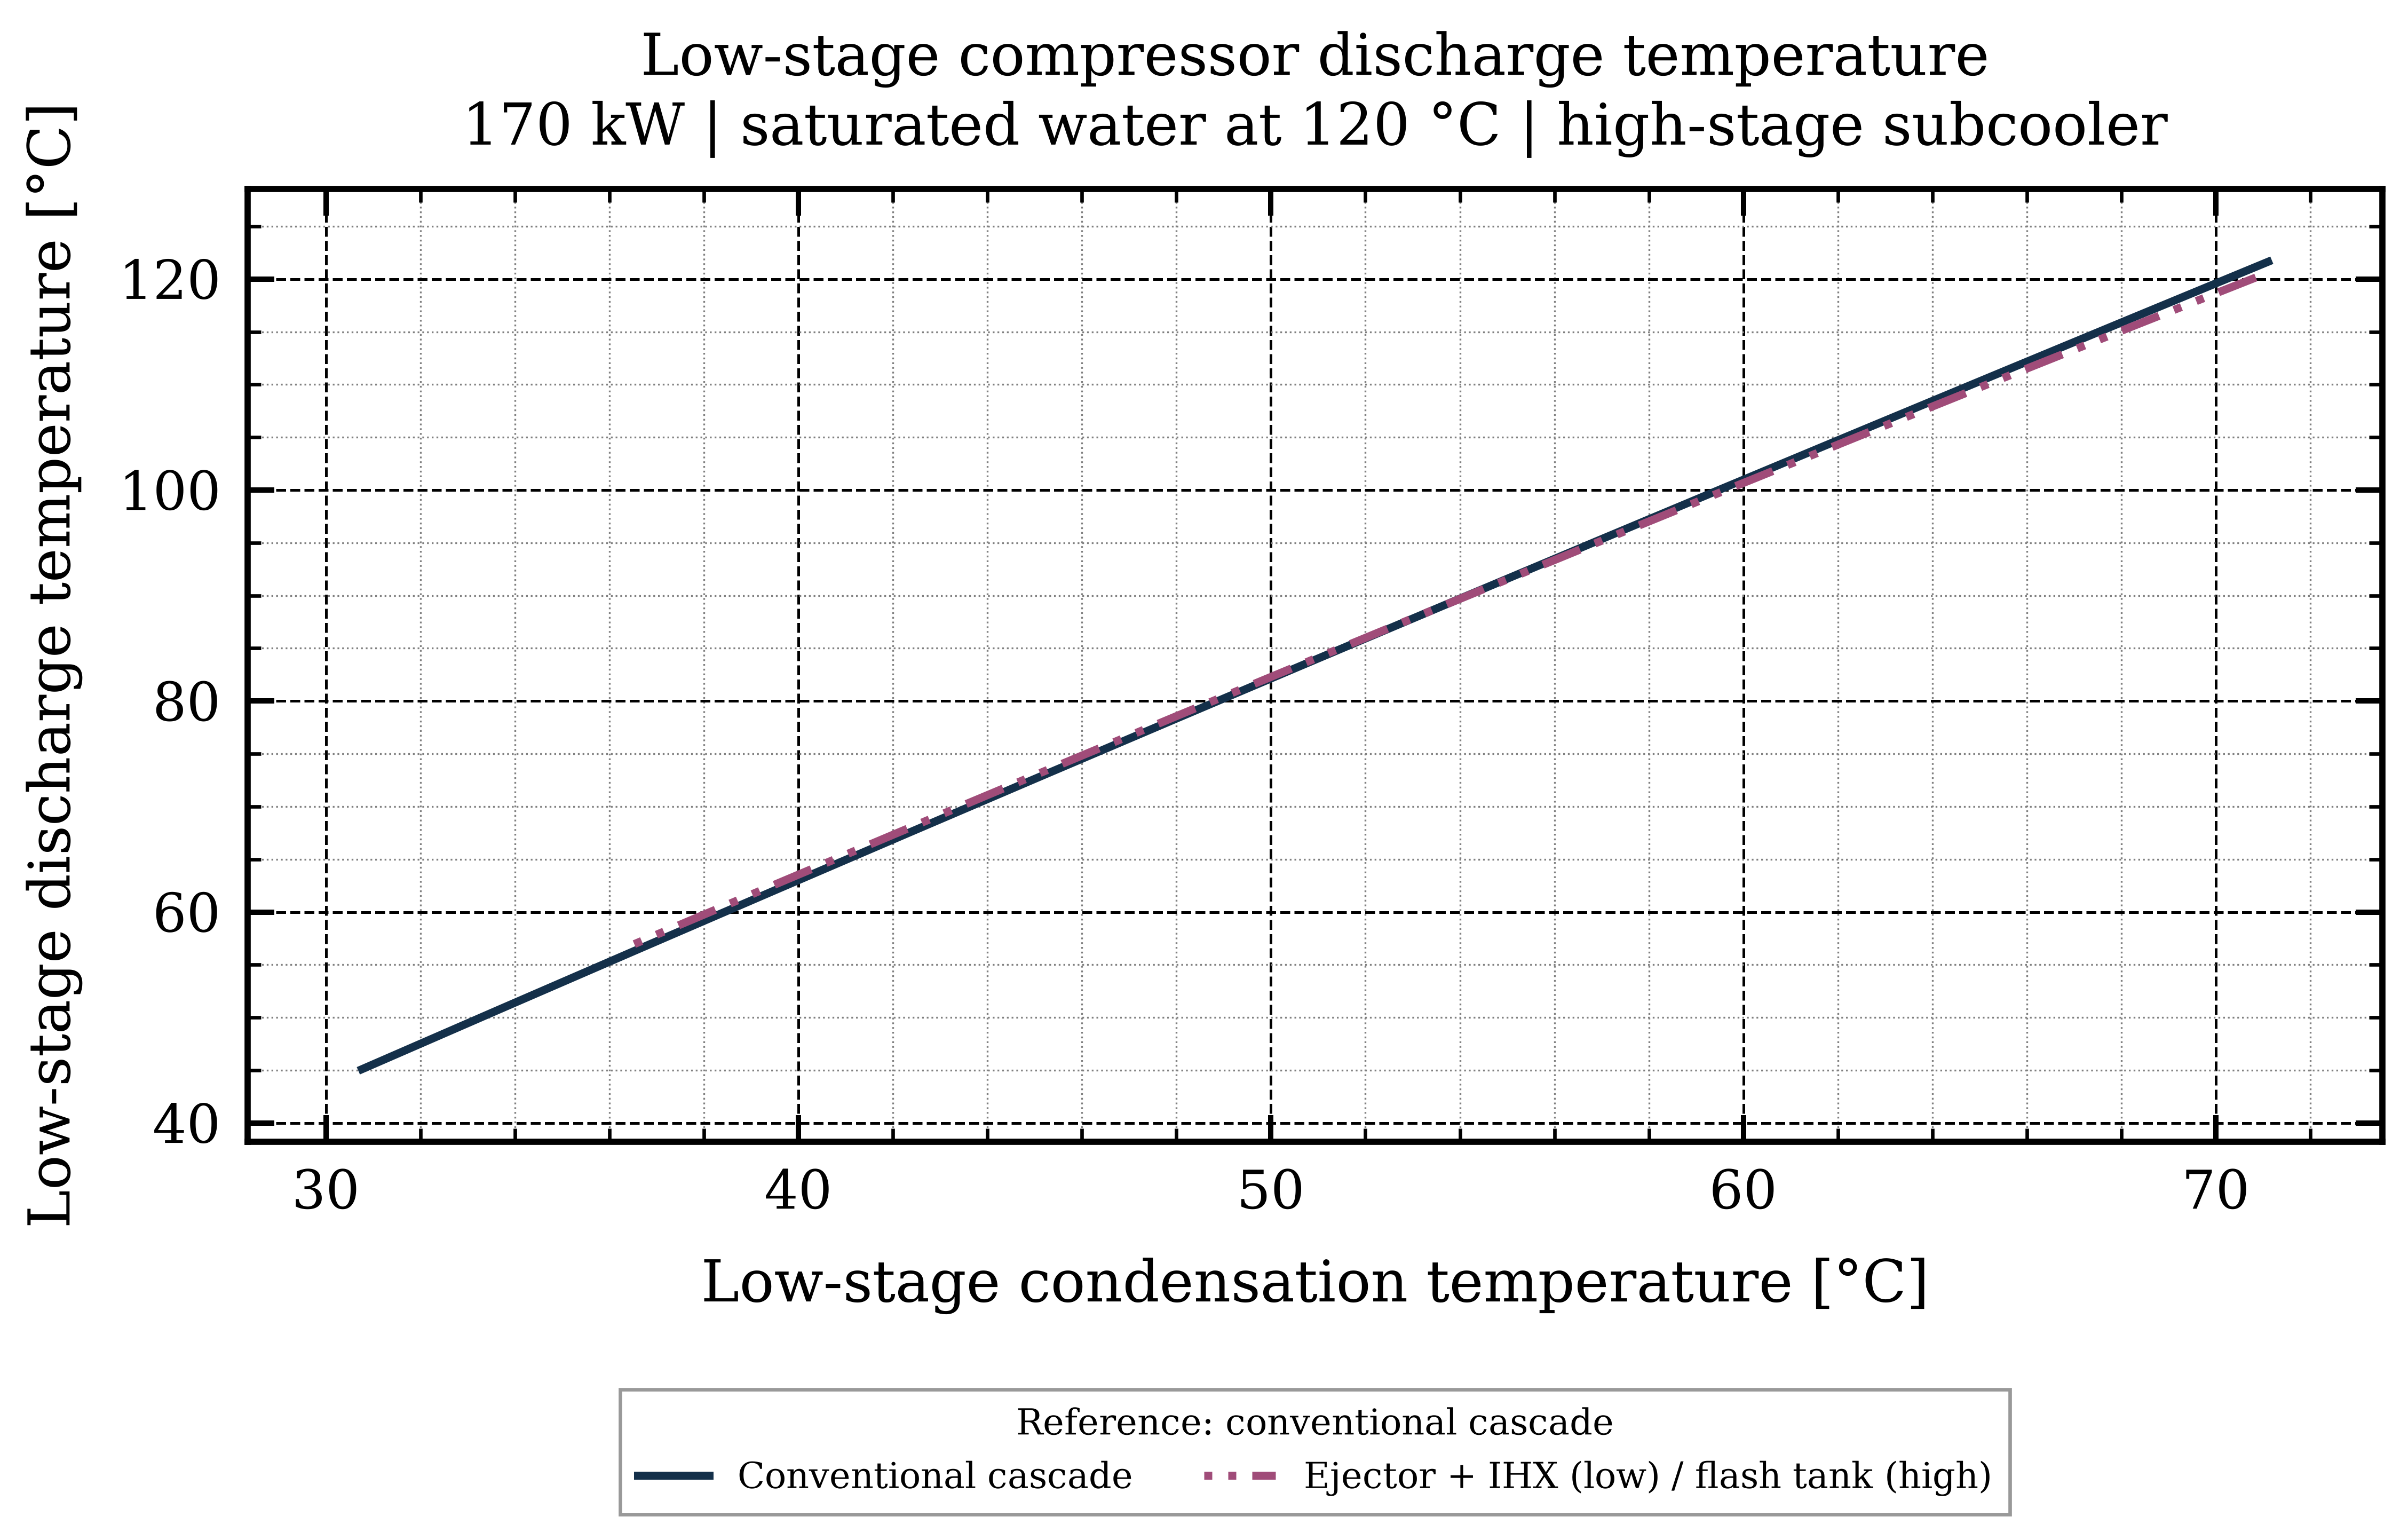 Low-stage compressor discharge temperature
170 kW | saturated water at 120 °C | high-stage subcooler
Low-stage discharge temperature [°C]
120
100
80
60
40
30 40 50 60 70
Low-stage condensation temperature [°C]
Reference: conventional cascade
Conventional cascade Ejector + IHX (low) / flash tank (high)